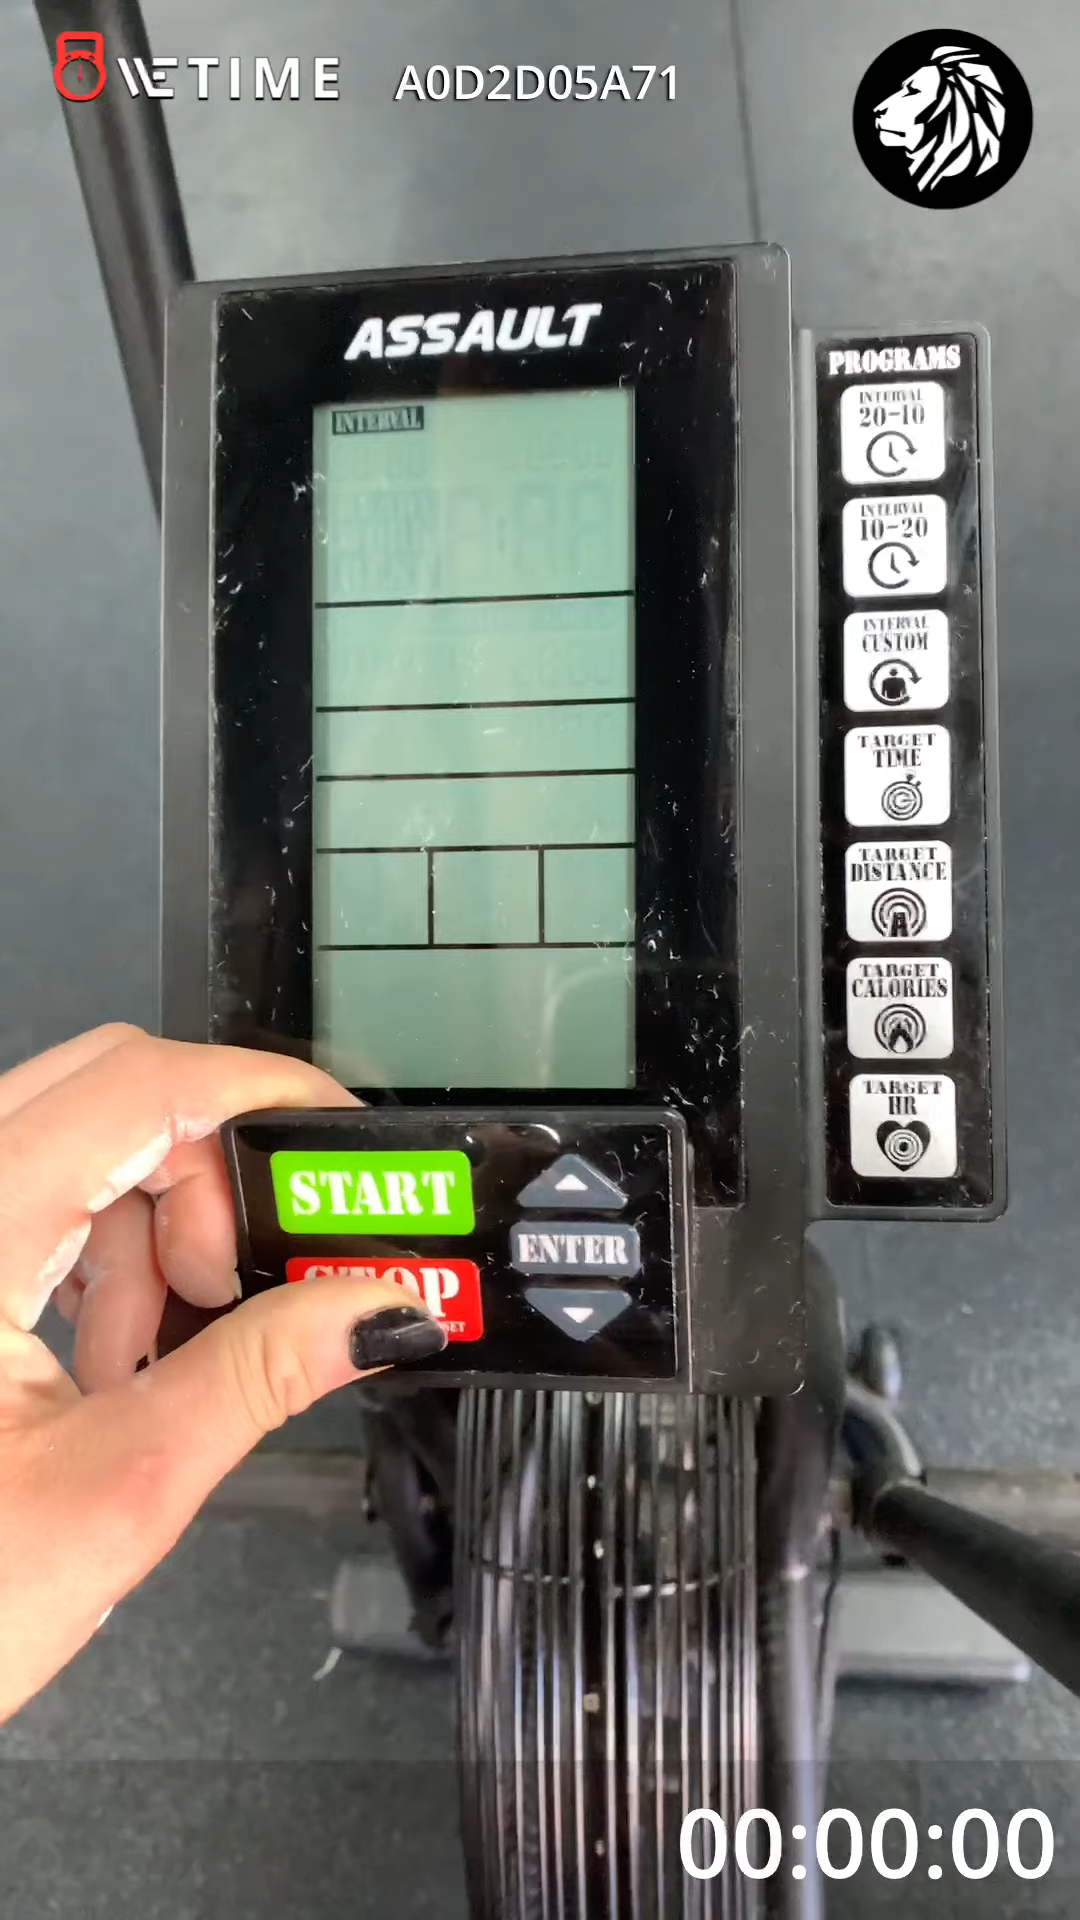 WETIME A0D2D05A71
ASSAULT
INTERVAL
PROGRAMS
INTERVAL
20-10
INTERVAL
10-20
INTERVAL
CUSTOM
TARGET
TIME
TARGET
DISTANCE
TARGET
CALORIES
TARGET
HR
START
ENTER
STOP
00:00:00